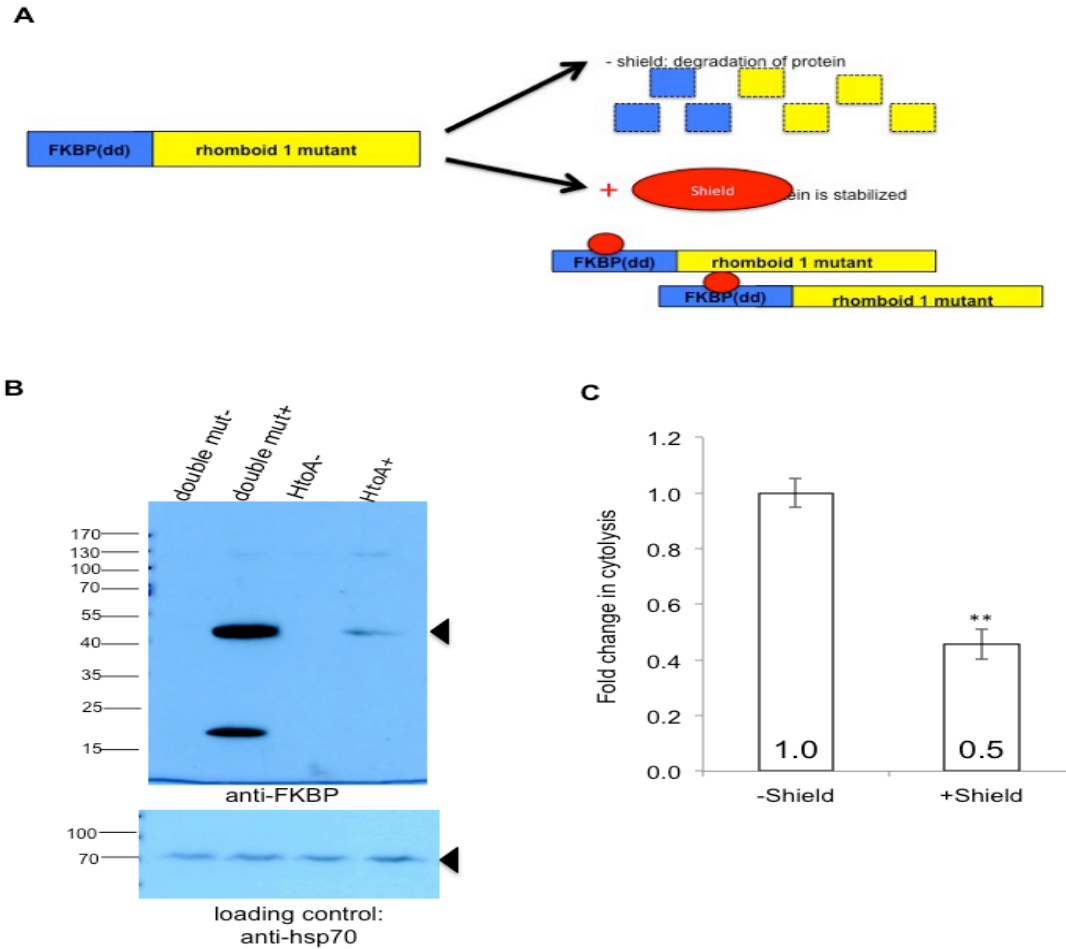 A
- shield: degradation of protein
FKBP(dd) rhomboid 1 mutant
+ Shield ein is stabilized
FKBP(dd) rhomboid 1 mutant
FKBP(dd) rhomboid 1 mutant
B
double mut-
double mut+
HtoA-
HtoA+
170
130
100
70
55
40
35
25
15
anti-FKBP
100
70
loading control:
anti-hsp70
C
Fold change in cytolysis
1.2
1.0
0.8
0.6
0.4
0.2
0.0
**
1.0
0.5
-Shield
+Shield